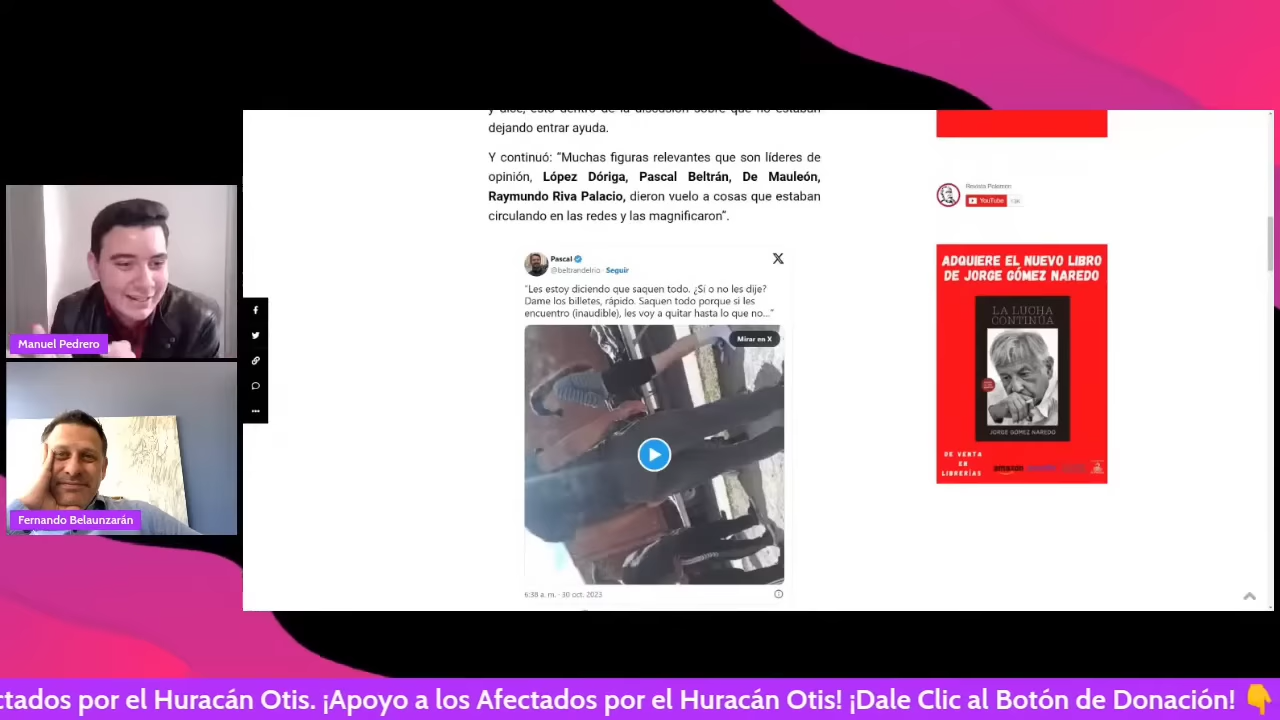 dejando entrar ayuda.
Y continuó: “Muchas figuras relevantes que son líderes de
opinión, López Dóriga, Pascal Beltrán, De Mauleón,
Raymundo Riva Palacio, dieron vuelo a cosas que estaban
circulando en las redes y las magnificaron”.
Pascal
@beltrandelrio · Seguir
“Les estoy diciendo que saquen todo. ¿Sí o no les dije?
Dame los billetes, rápido. Saquen todo porque si les
encuentro (inaudible), les voy a quitar hasta lo que no...”
Mirar en X
6:38 a. m. · 30 oct. 2023
Revista Polemon
YouTube
13K
ADQUIERE EL NUEVO LIBRO
DE JORGE GÓMEZ NAREDO
LA LUCHA
CONTINÚA
JORGE GÓMEZ NAREDO
DE VENTA
EN
LIBRERÍAS
amazon
Manuel Pedrero
Fernando Belaunzarán
ctados por el Huracán Otis. ¡Apoyo a los Afectados por el Huracán Otis! ¡Dale Clic al Botón de Donación! 👇